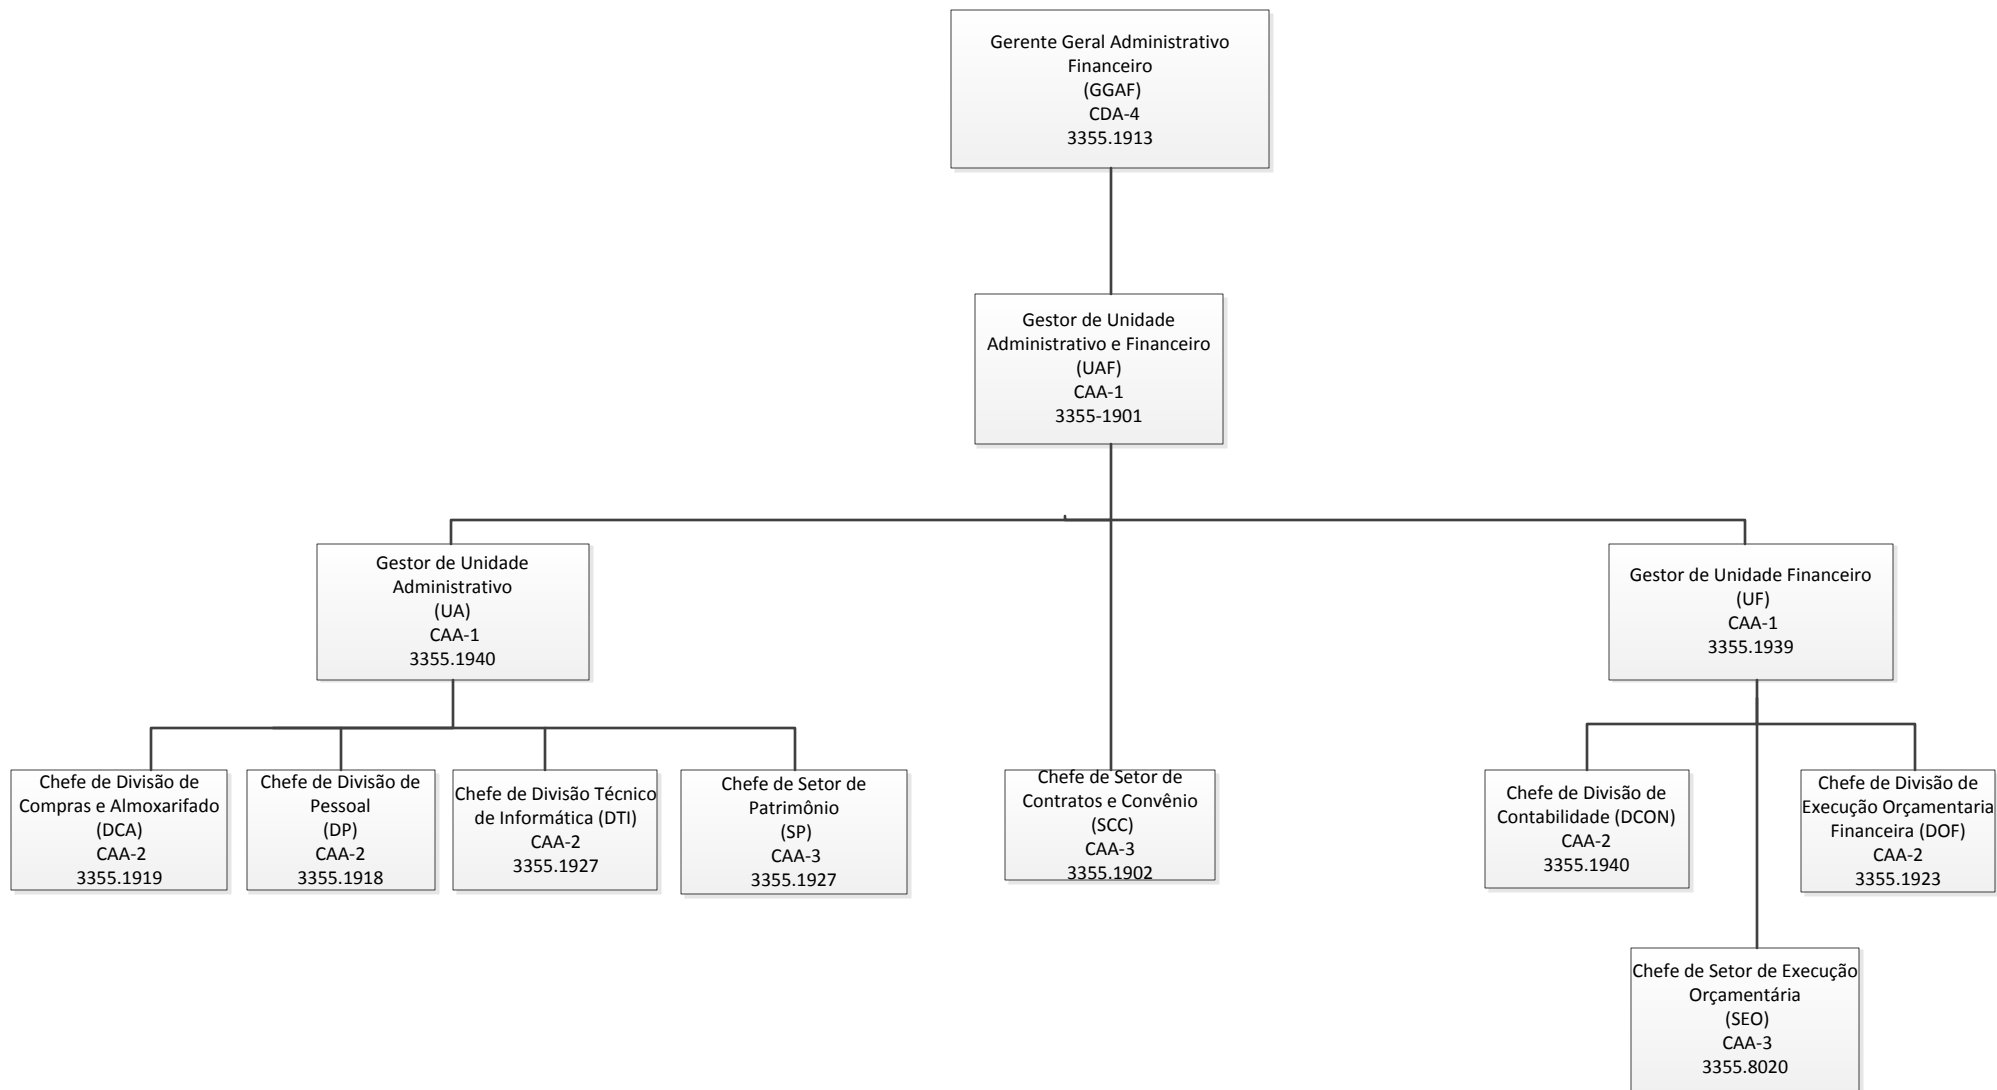 Gerente Geral Administrativo
Financeiro
(GGAF)
CDA-4
3355.1913
Gestor de Unidade
Administrativo e Financeiro
(UAF)
CAA-1
3355-1901
Gestor de Unidade
Administrativo
(UA)
CAA-1
3355.1940
Gestor de Unidade Financeiro
(UF)
CAA-1
3355.1939
Chefe de Divisão de
Compras e Almoxarifado
(DCA)
CAA-2
3355.1919
Chefe de Divisão de
Pessoal
(DP)
CAA-2
3355.1918
Chefe de Divisão Técnico
de Informática (DTI)
CAA-2
3355.1927
Chefe de Setor de
Patrimônio
(SP)
CAA-3
3355.1927
Chefe de Setor de
Contratos e Convênio
(SCC)
CAA-3
3355.1902
Chefe de Divisão de
Contabilidade (DCON)
CAA-2
3355.1940
Chefe de Divisão de
Execução Orçamentaria
Financeira (DOF)
CAA-2
3355.1923
Chefe de Setor de Execução
Orçamentária
(SEO)
CAA-3
3355.8020